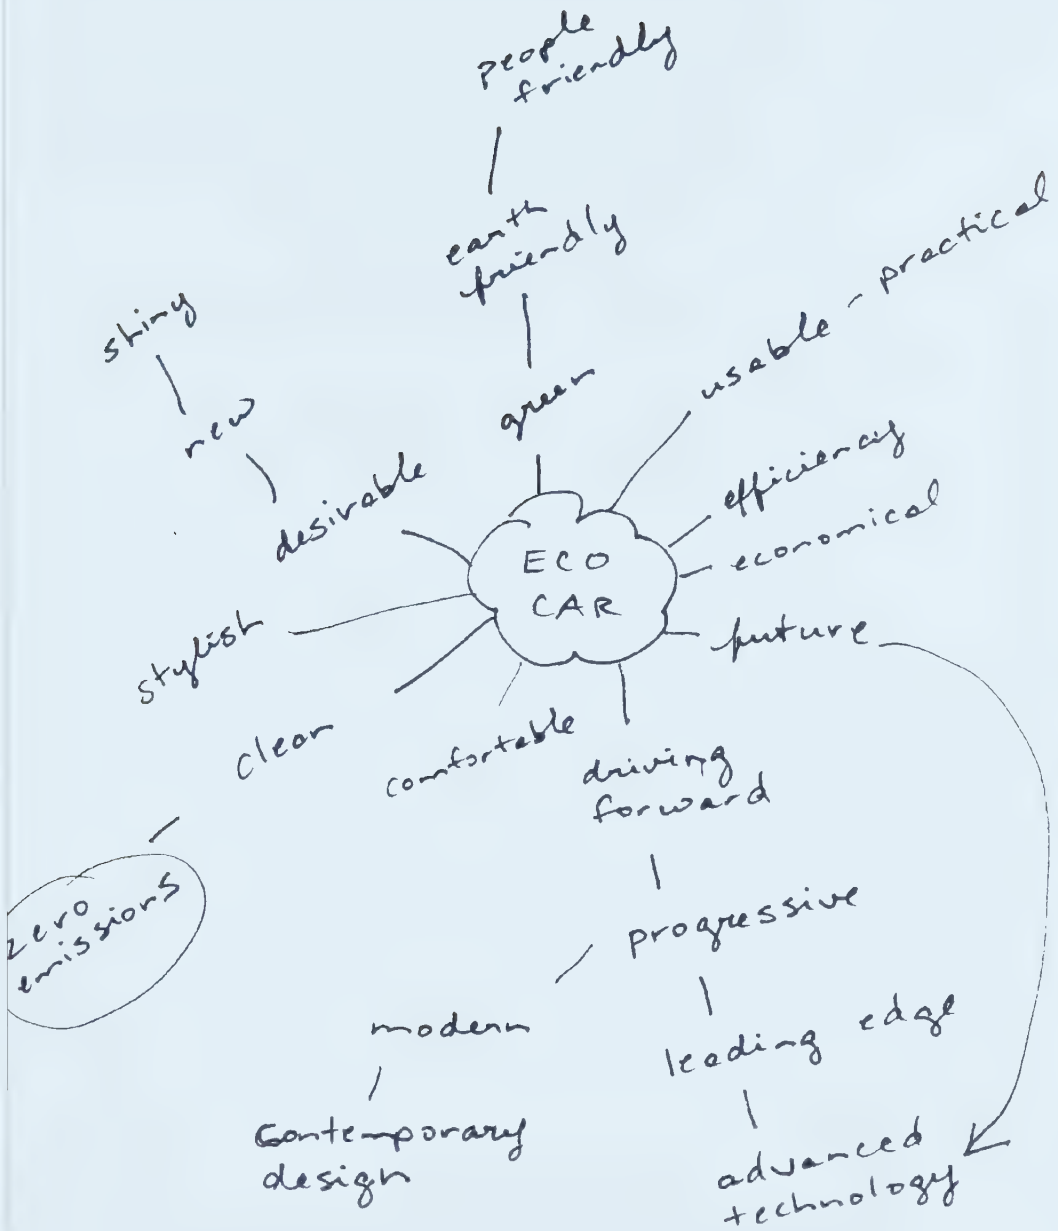 people
friendly
earth
friendly
usable - practical
shiny
green
new
efficiency
desirable
economical
ECO
CAR
future
stylish
clean
comfortable
driving
forward
zero
emissions
progressive
modern
leading edge
contemporary
design
advanced
technology